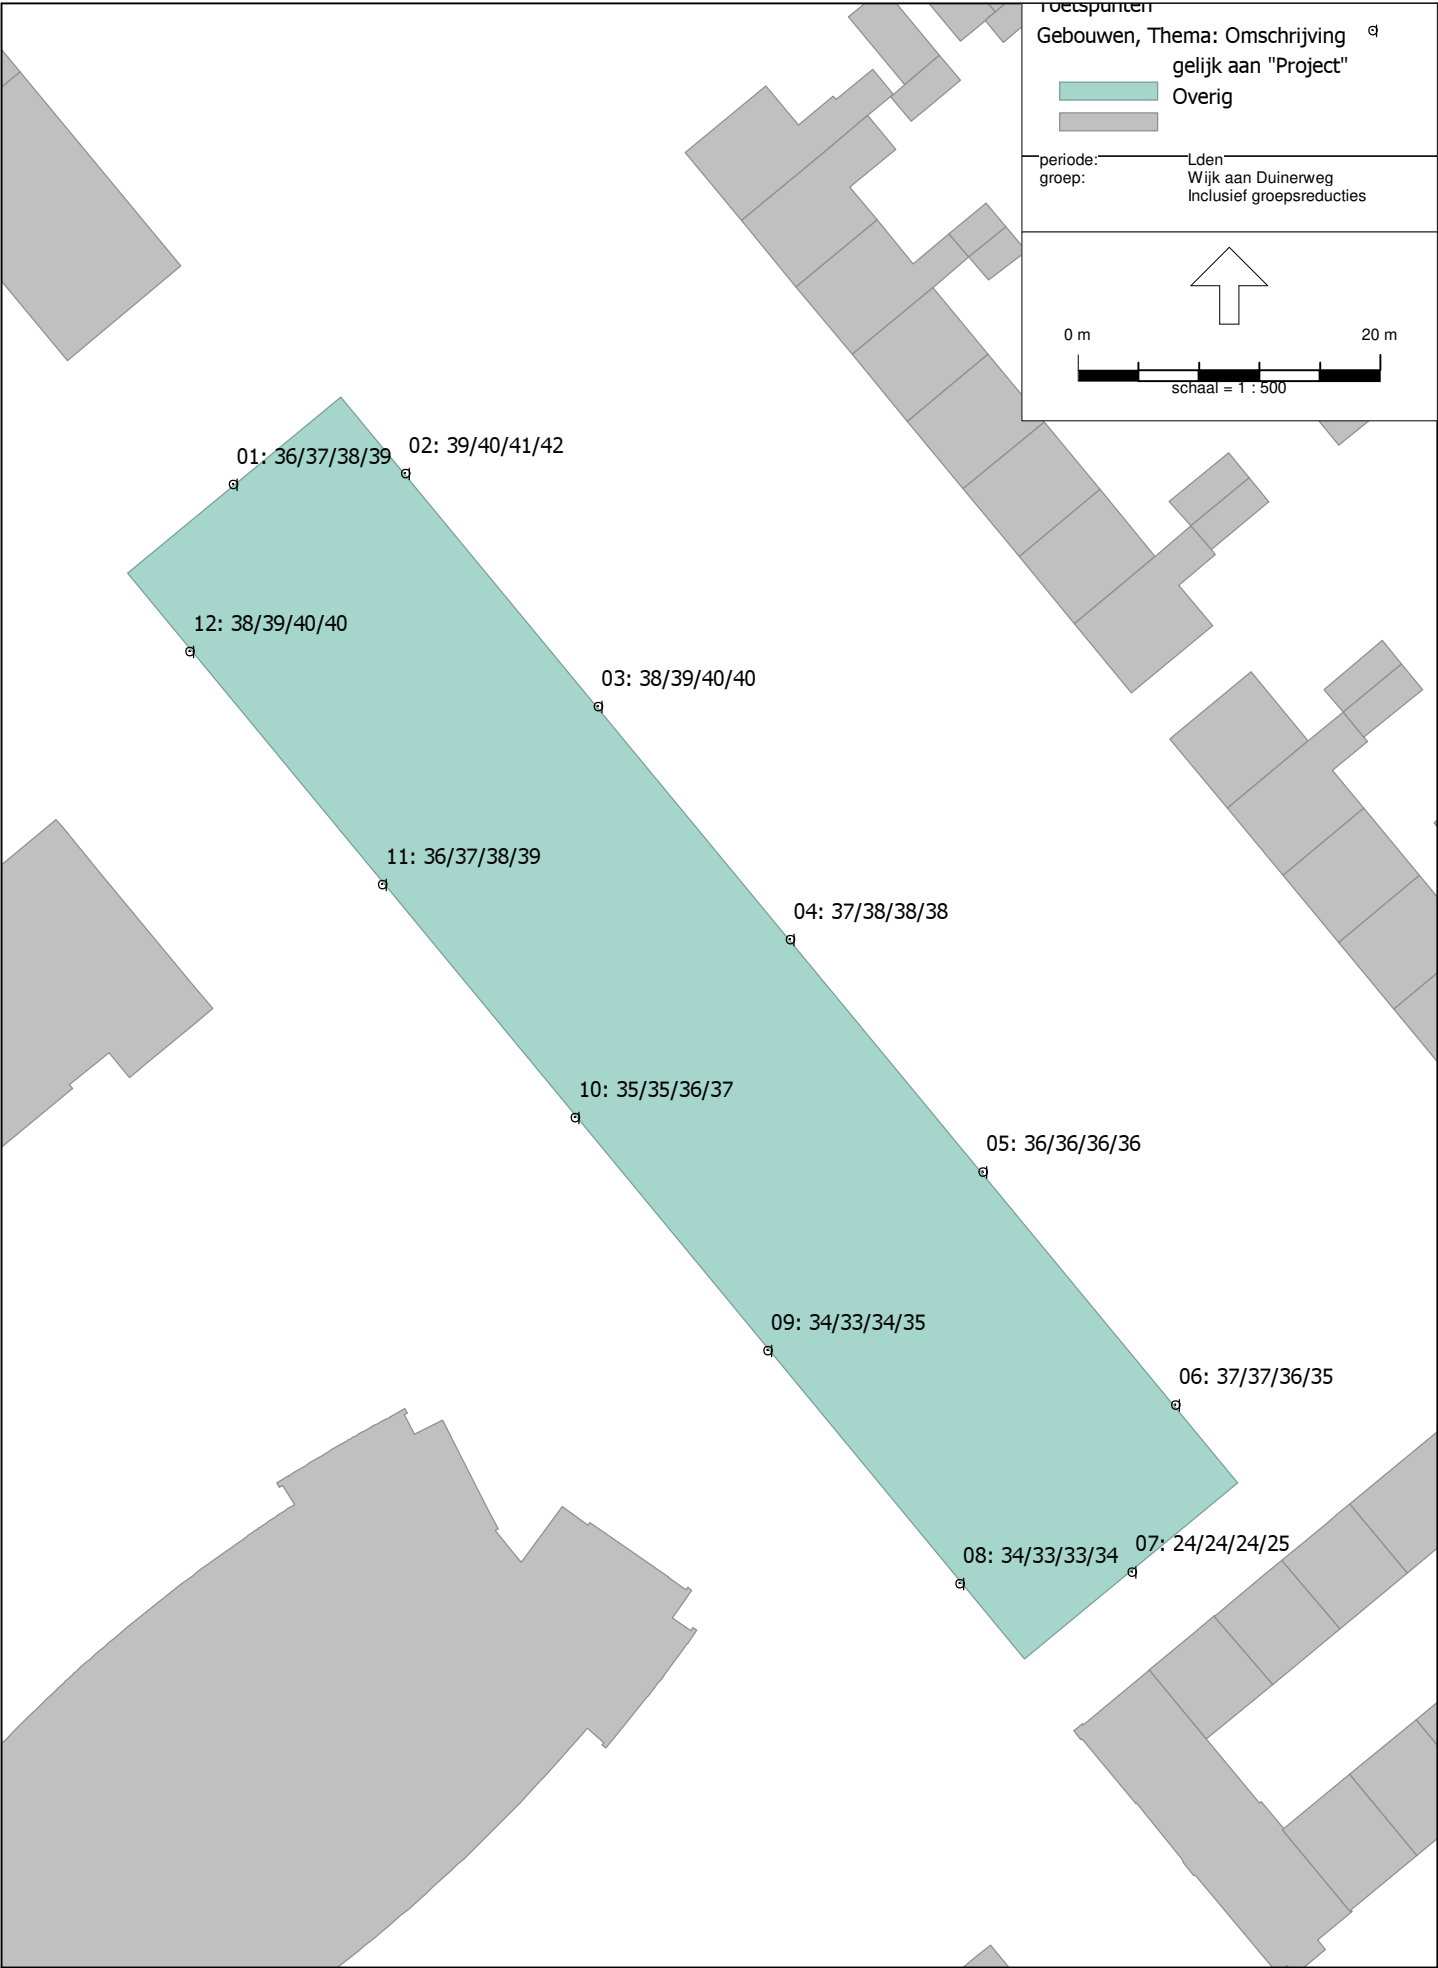 Toetspunten
Gebouwen, Thema: Omschrijving
gelijk aan "Project"
Overig
periode: Lden
groep: Wijk aan Duinerweg
Inclusief groepsreducties
0 m 20 m
schaal = 1 : 500
02: 39/40/41/42
01: 36/37/38/39
12: 38/39/40/40
03: 38/39/40/40
11: 36/37/38/39
04: 37/38/38/38
10: 35/35/36/37
05: 36/36/36/36
09: 34/33/34/35
06: 37/37/36/35
07: 24/24/24/25
08: 34/33/33/34